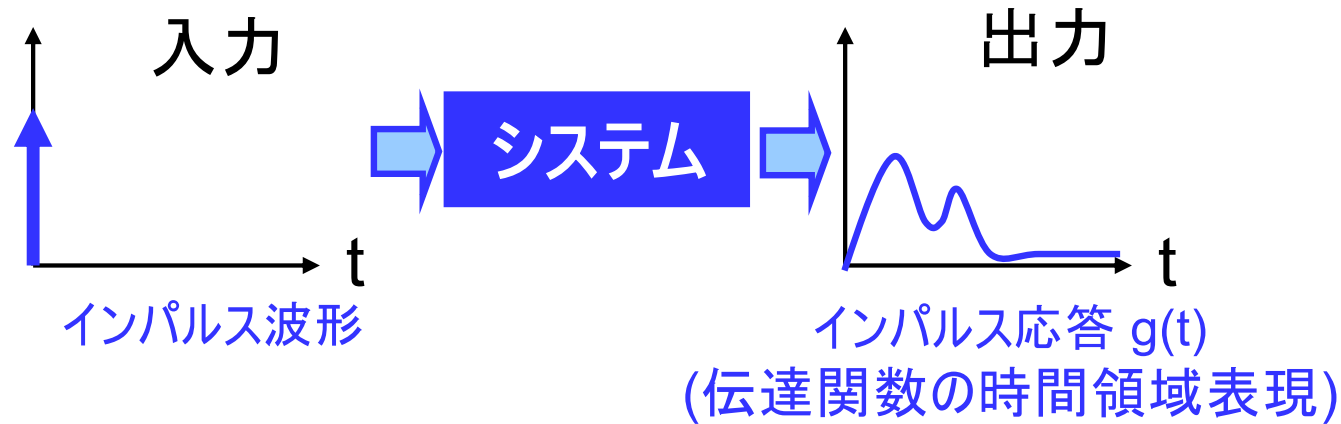 入力
出力
システム
t
t
インパルス波形
インパルス応答 g(t)
(伝達関数の時間領域表現)